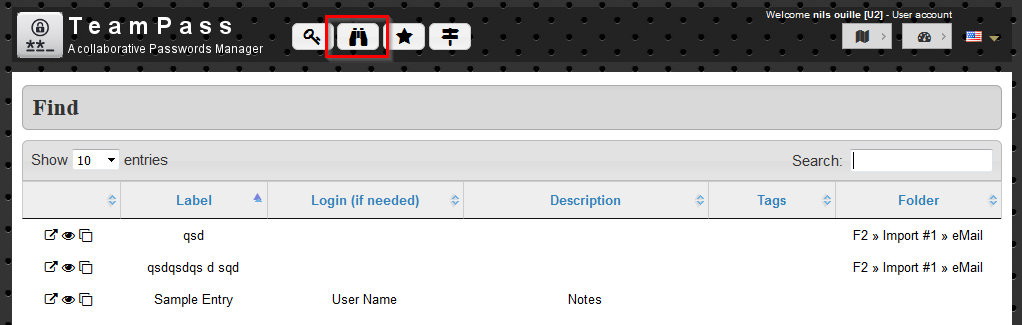 Welcome nils ouille [U2] - User account
TeamPass
A collaborative Passwords Manager
**_
Find
Show 10 entries Search:
Label Login (if needed) Description Tags Folder
qsd F2 » Import #1 » eMail
qsdqsdqs d sqd F2 » Import #1 » eMail
Sample Entry User Name Notes